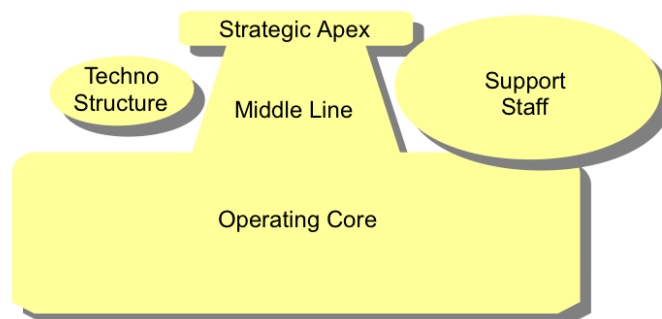 Strategic Apex
Techno
Structure
Middle Line
Support
Staff
Operating Core